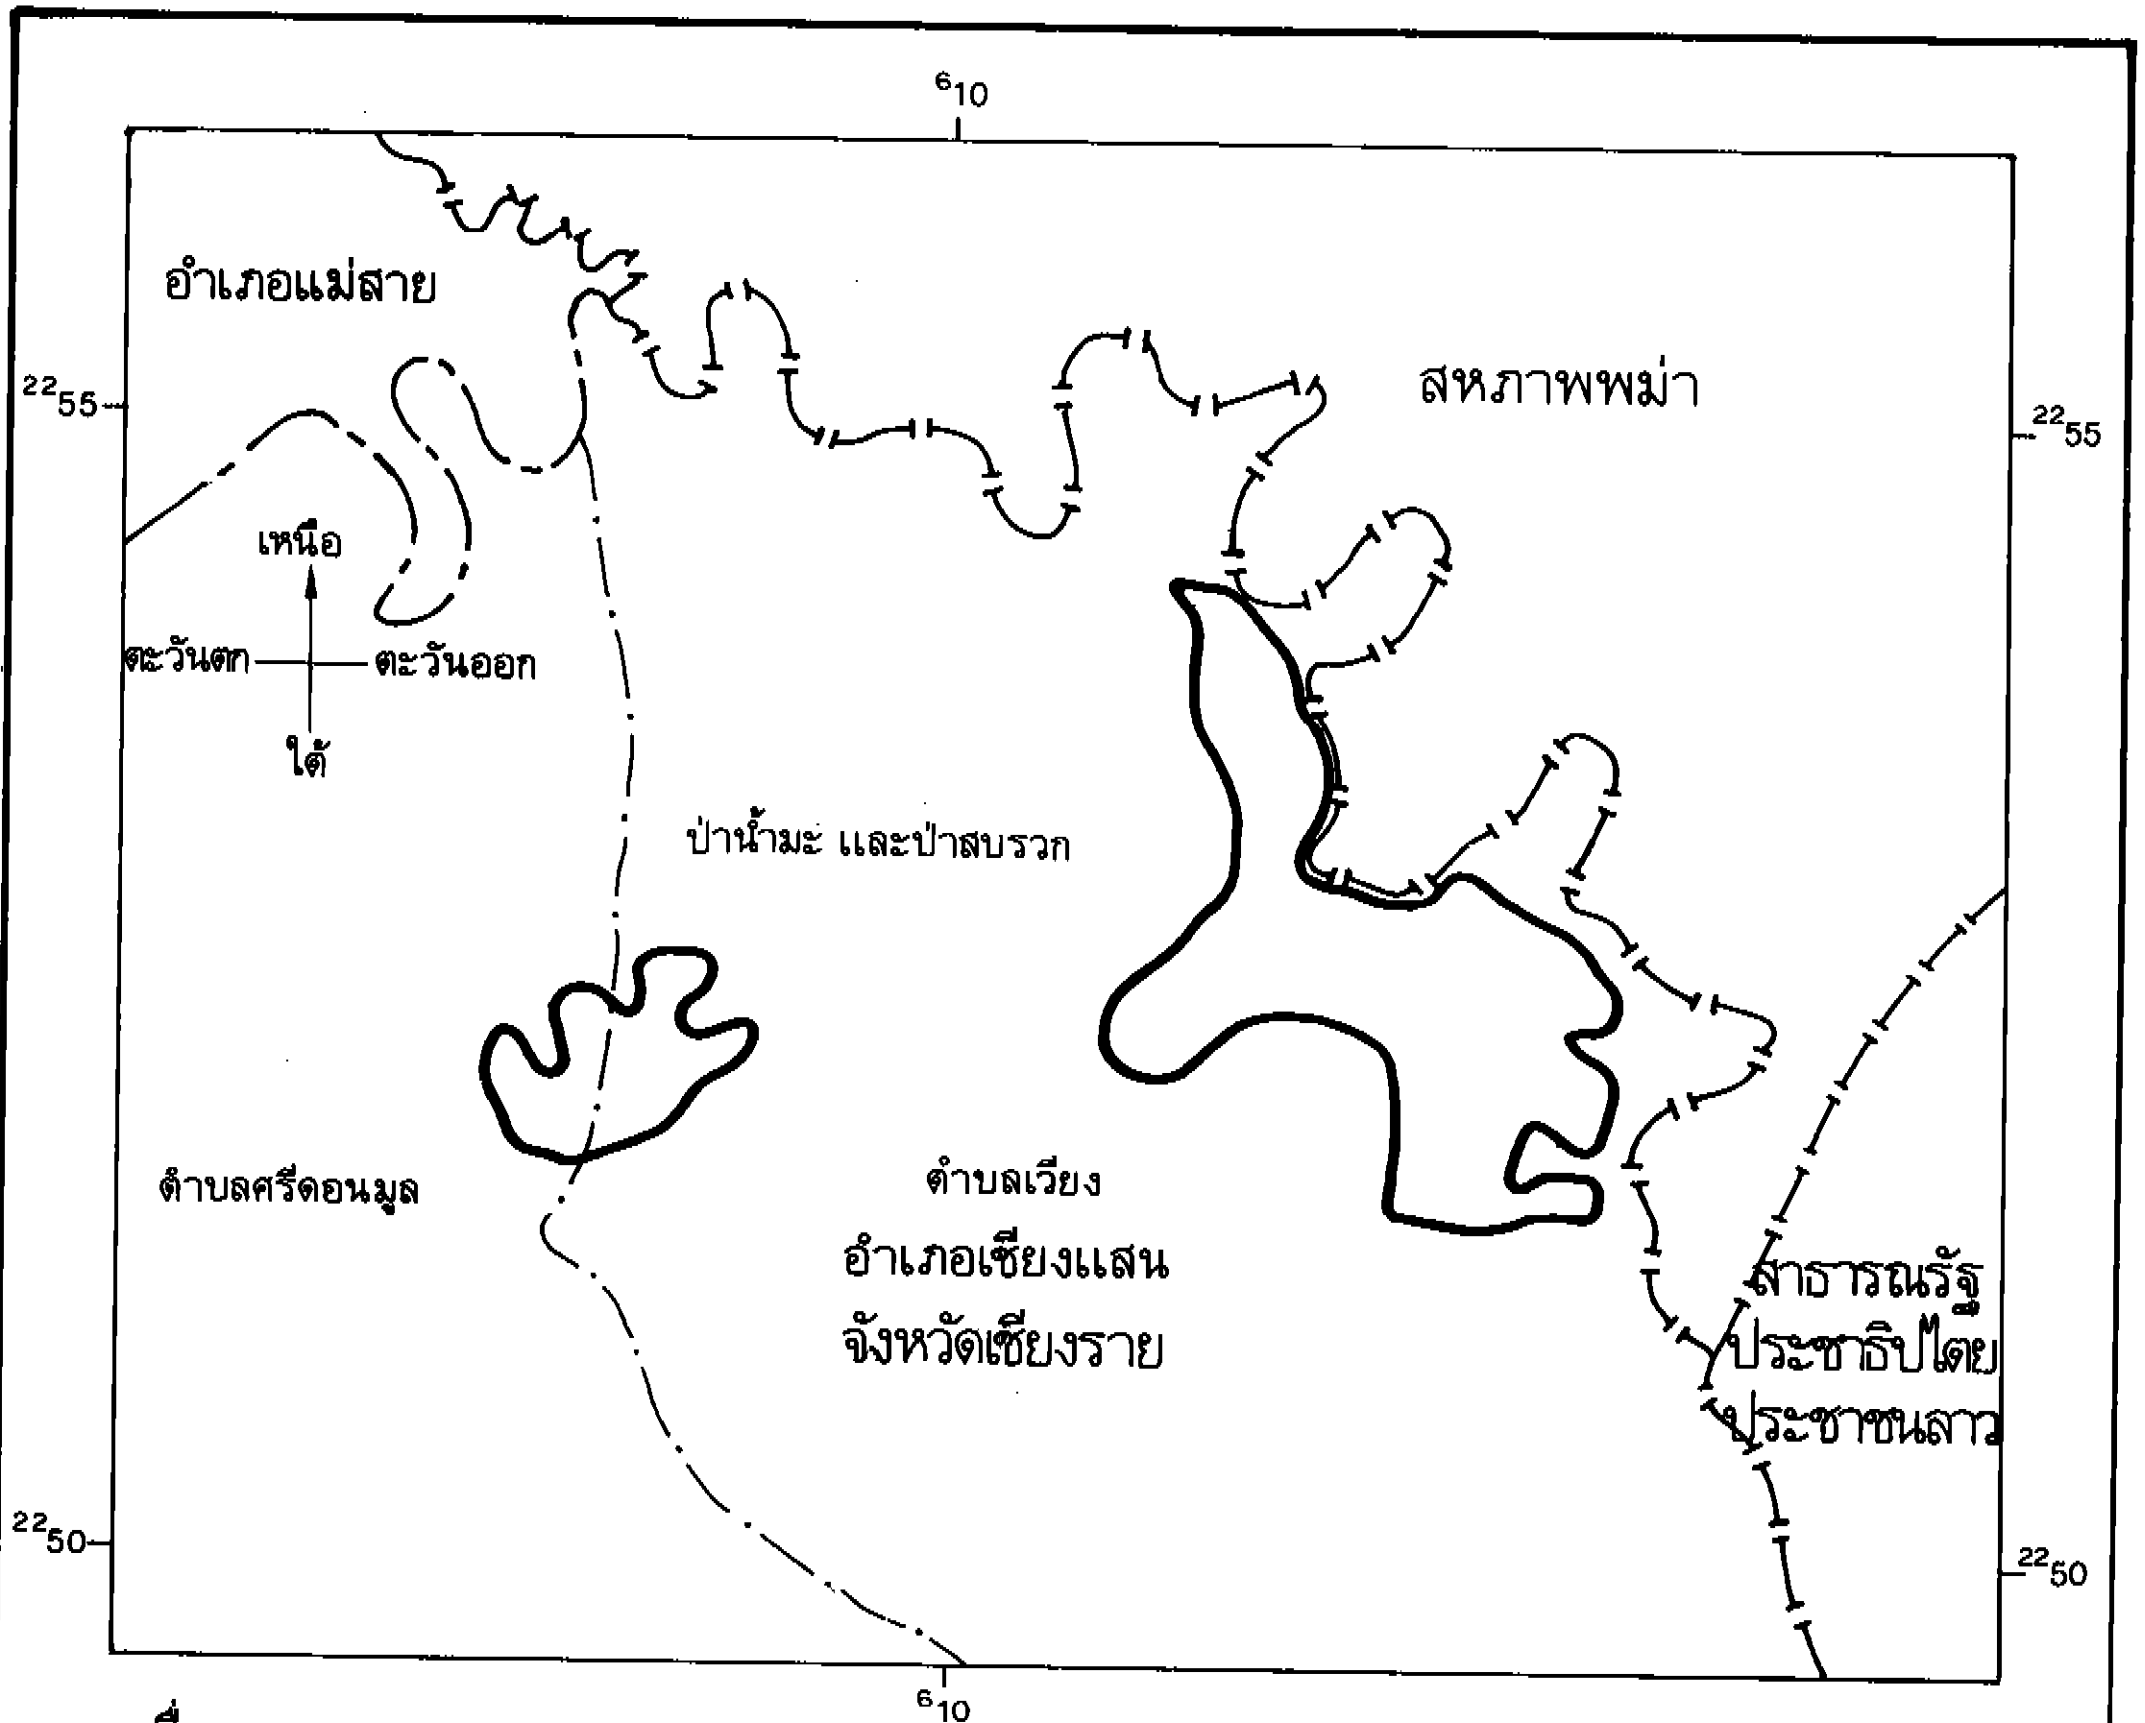 ⁶10
อำเภอแม่สาย
สหภาพพม่า
²²55
²²55
เหนือ
ตะวันตก
ตะวันออก
ใต้
ป่าน้ำมะ และป่าสบรวก
ตำบลศรีดอนมูล
ตำบลเวียง
อำเภอเชียงแสน
จังหวัดเชียงราย
สาธารณรัฐ
ประชาธิปไตย
ประชาชนลาว
²²50
²²50
⁶10